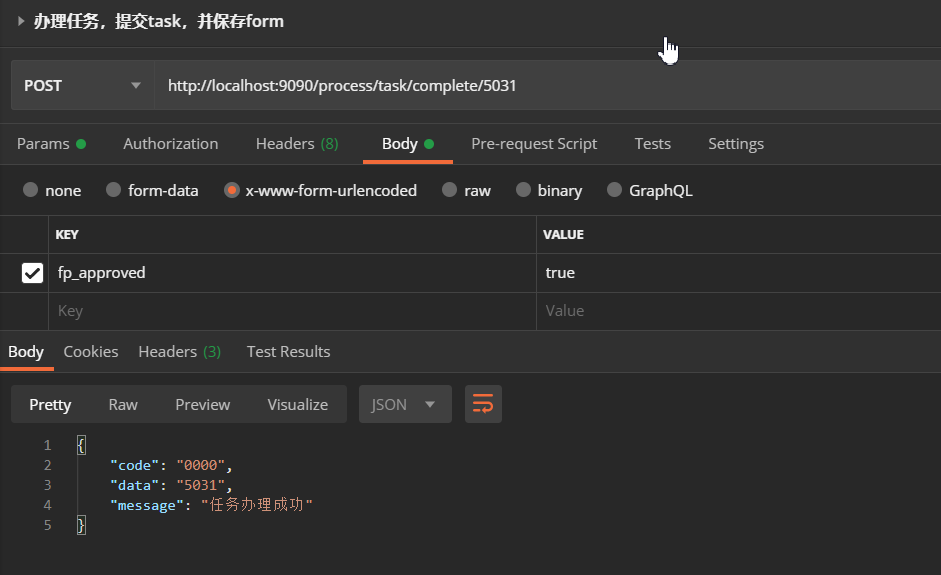 办理任务，提交task，并保存form
POST http://localhost:9090/process/task/complete/5031
Params Authorization Headers (8) Body Pre-request Script Tests Settings
none form-data x-www-form-urlencoded raw binary GraphQL
KEY VALUE
fp_approved true
Key Value
Body Cookies Headers (3) Test Results
Pretty Raw Preview Visualize JSON
1 {
2 "code": "0000",
3 "data": "5031",
4 "message": "任务办理成功"
5 }